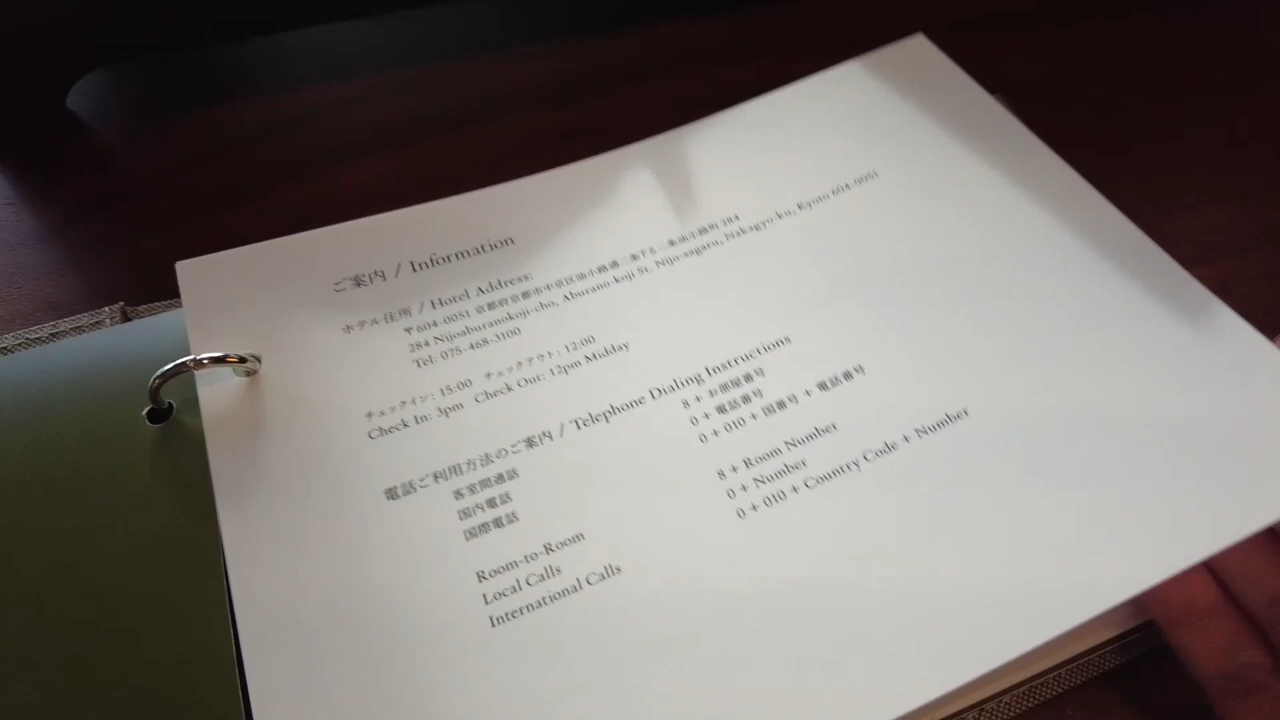 ご案内 / Information
ホテル住所 / Hotel Address:
〒604-0051 京都府京都市中京区油小路通二条下る二条油小路町 284
284 Nijoaburanokoji-cho, Aburano-koji St. Nijo-sagaru, Nakagyo-ku, Kyoto 604-0051
Tel: 075-468-3100
チェックイン: 15:00 チェックアウト: 12:00
Check In: 3pm Check Out: 12pm Midday
電話ご利用方法のご案内 / Telephone Dialing Instructions
客室間通話 8 + お部屋番号
国内電話 0 + 電話番号
国際電話 0 + 010 + 国番号 + 電話番号
Room-to-Room 8 + Room Number
Local Calls 0 + Number
International Calls 0 + 010 + Country Code + Number